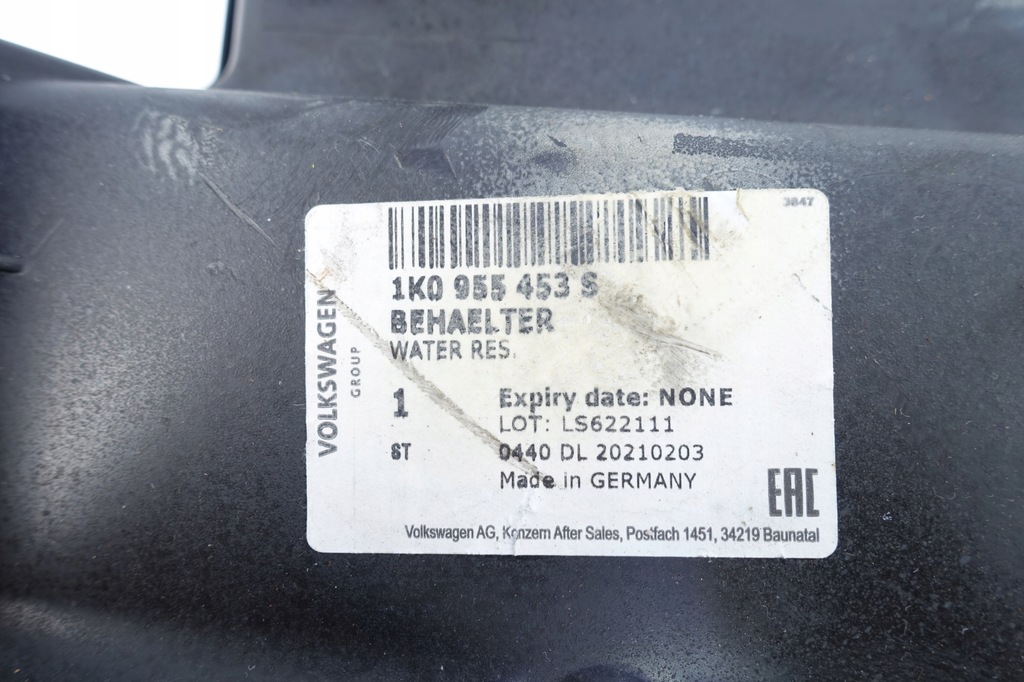 3847
1K0 955 453 S
BEHAELTER
WATER RES.
VOLKSWAGEN
GROUP
1
ST
Expiry date: NONE
LOT: LS622111
0440 DL 20210203
Made in GERMANY
EAC
Volkswagen AG, Konzern After Sales, Postfach 1451, 34219 Baunatal